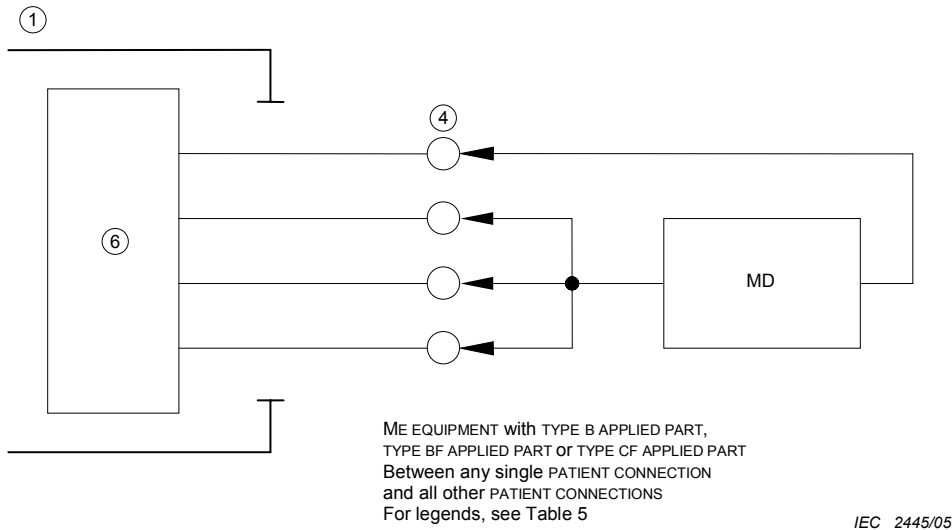 1
4
6
MD
ME EQUIPMENT with TYPE B APPLIED PART,
TYPE BF APPLIED PART or TYPE CF APPLIED PART
Between any single PATIENT CONNECTION
and all other PATIENT CONNECTIONS
For legends, see Table 5
IEC 2445/05